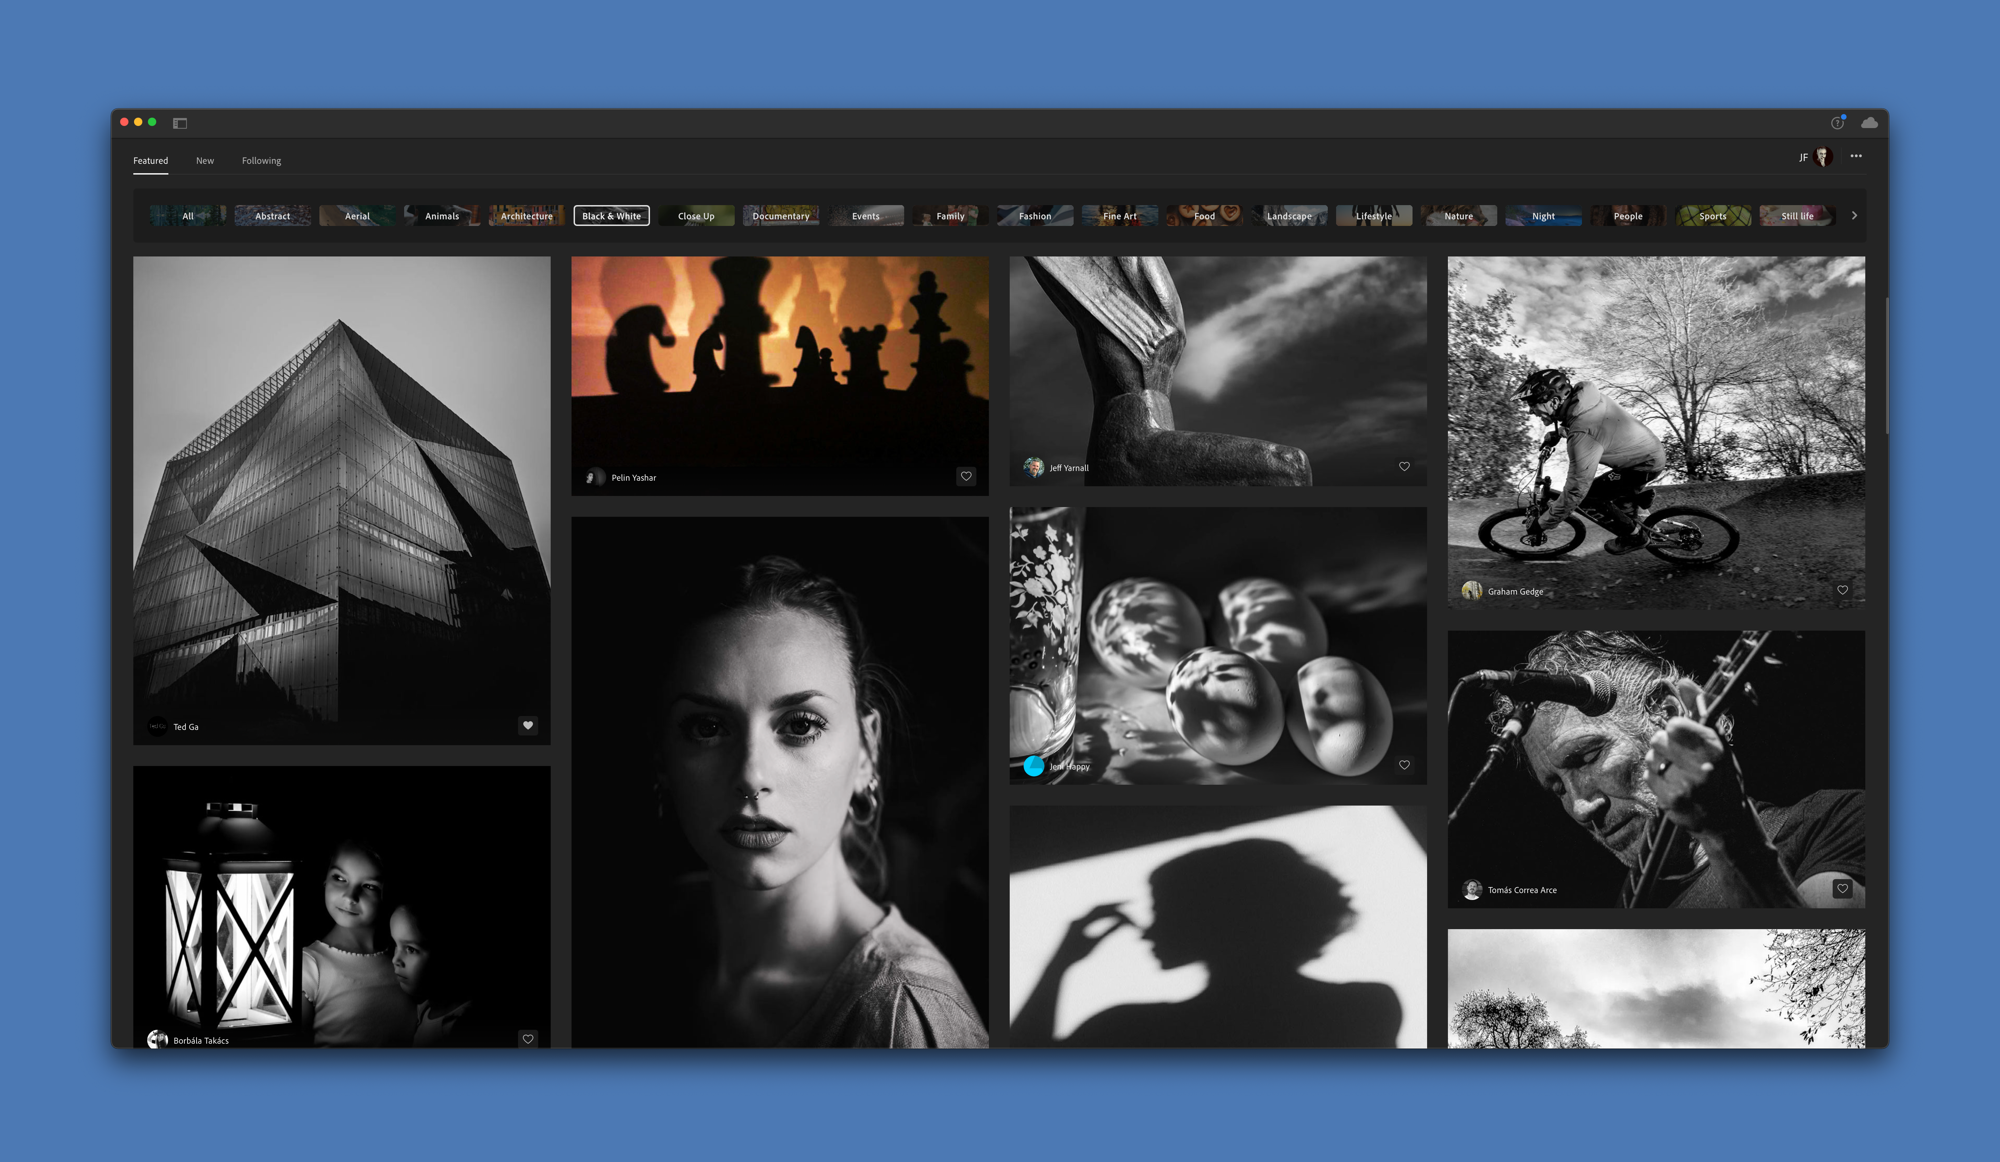 Featured New Following
JF
All Abstract Aerial Animals Architecture Black & White Close Up Documentary Events Family Fashion Fine Art Food Landscape Lifestyle Nature Night People Sports Still life
Pelin Yashar
Jeff Yarnall
Graham Gedge
Ted Ga
Jeni Happy
Tomás Correa Arce
Borbála Takács